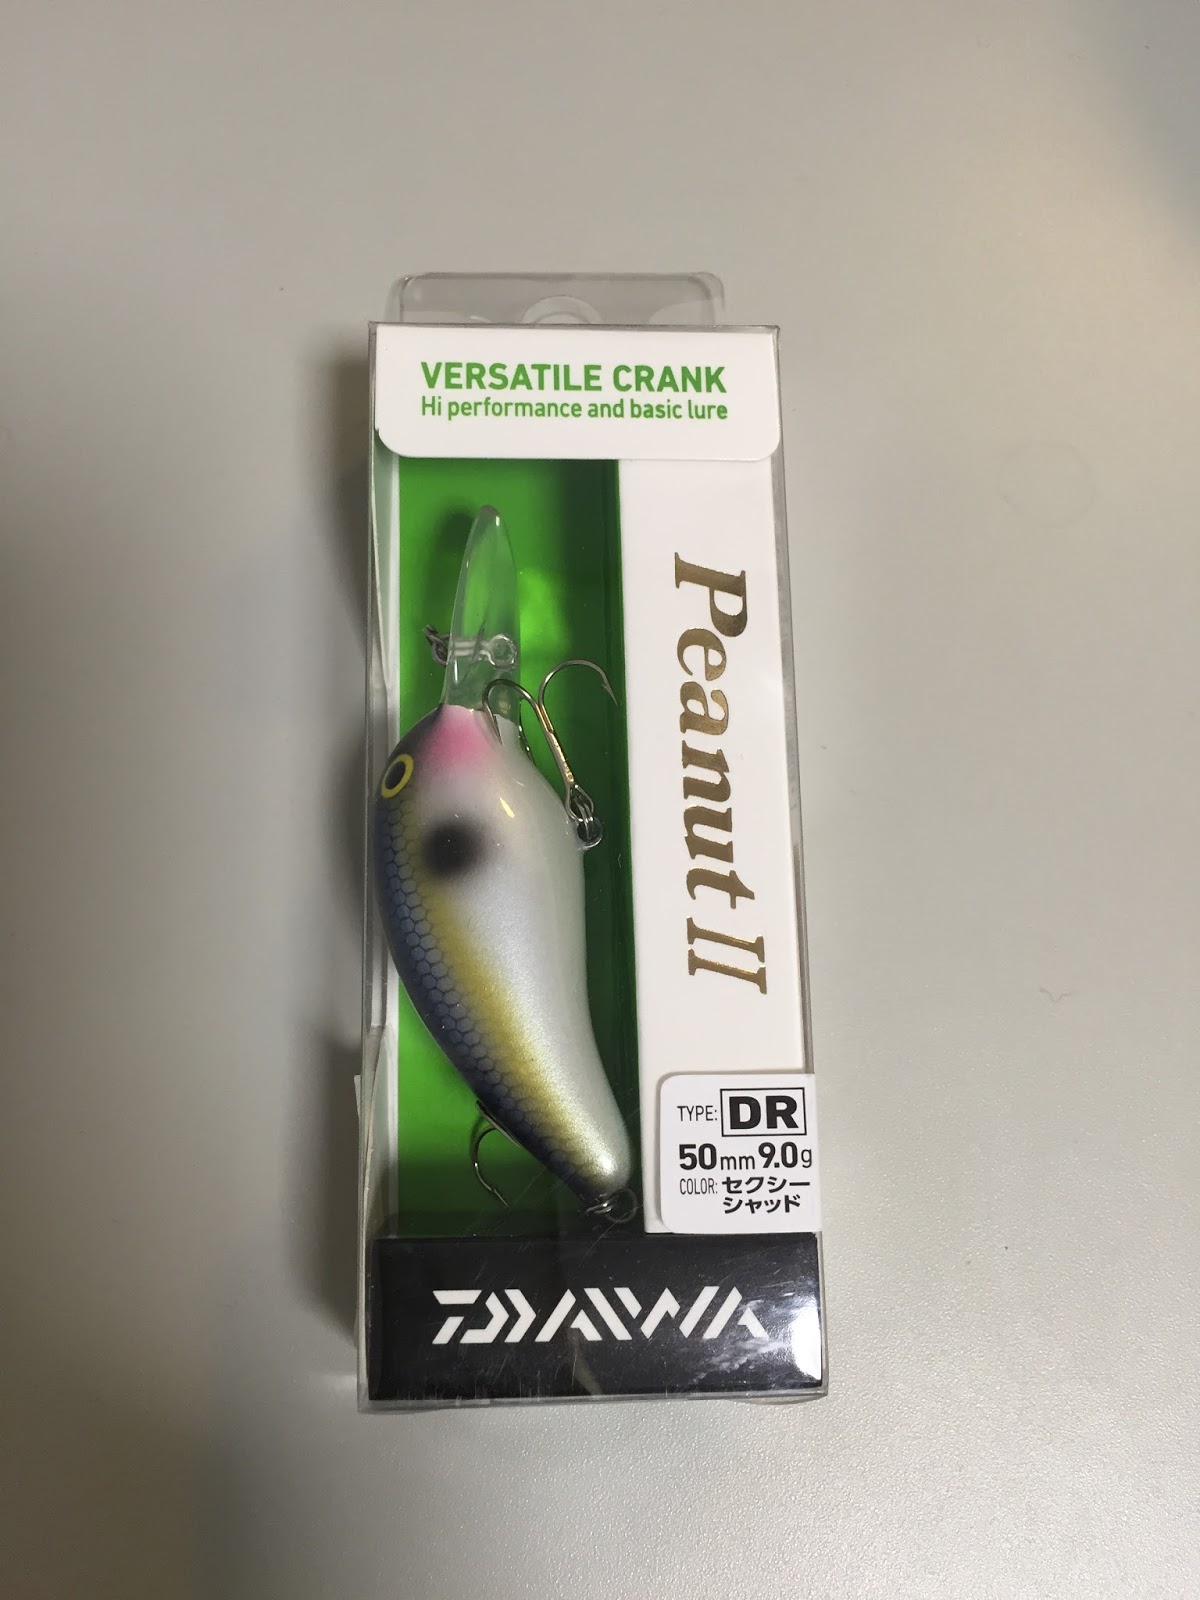 VERSATILE CRANK
Hi performance and basic lure
Peanut II
TYPE: DR
50mm 9.0g
COLOR: セクシー
シャッド
DAIWA